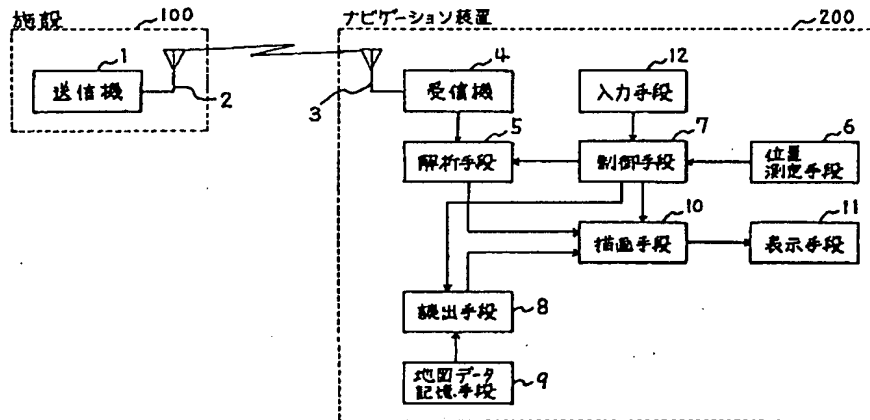 施設
100
ナビゲーション装置
200
1
送信機
2
3
4
受信機
12
入力手段
5
解析手段
7
制御手段
6
位置
測定手段
10
描画手段
11
表示手段
読出手段
8
地図データ
記憶手段
9